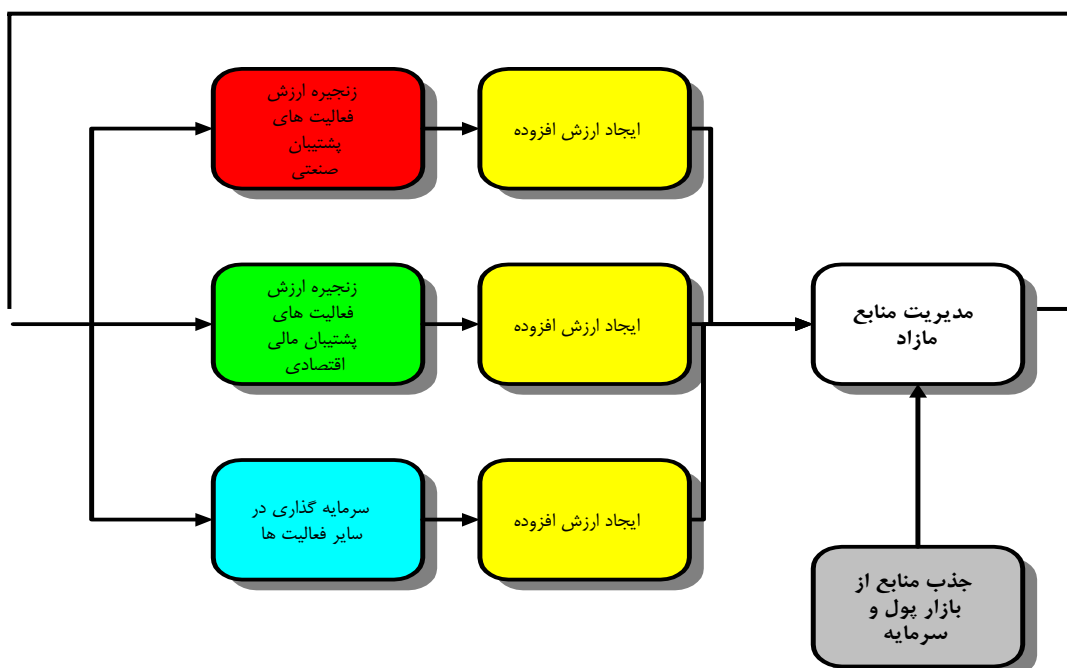 زنجیره ارزش
فعالیت های
پشتیبان
صنعتی
ایجاد ارزش افزوده
زنجیره ارزش
فعالیت های
پشتیبان مالی
اقتصادی
ایجاد ارزش افزوده
مدیریت منابع
مازاد
سرمایه گذاری در
سایر فعالیت ها
ایجاد ارزش افزوده
جذب منابع از
بازار پول و
سرمایه